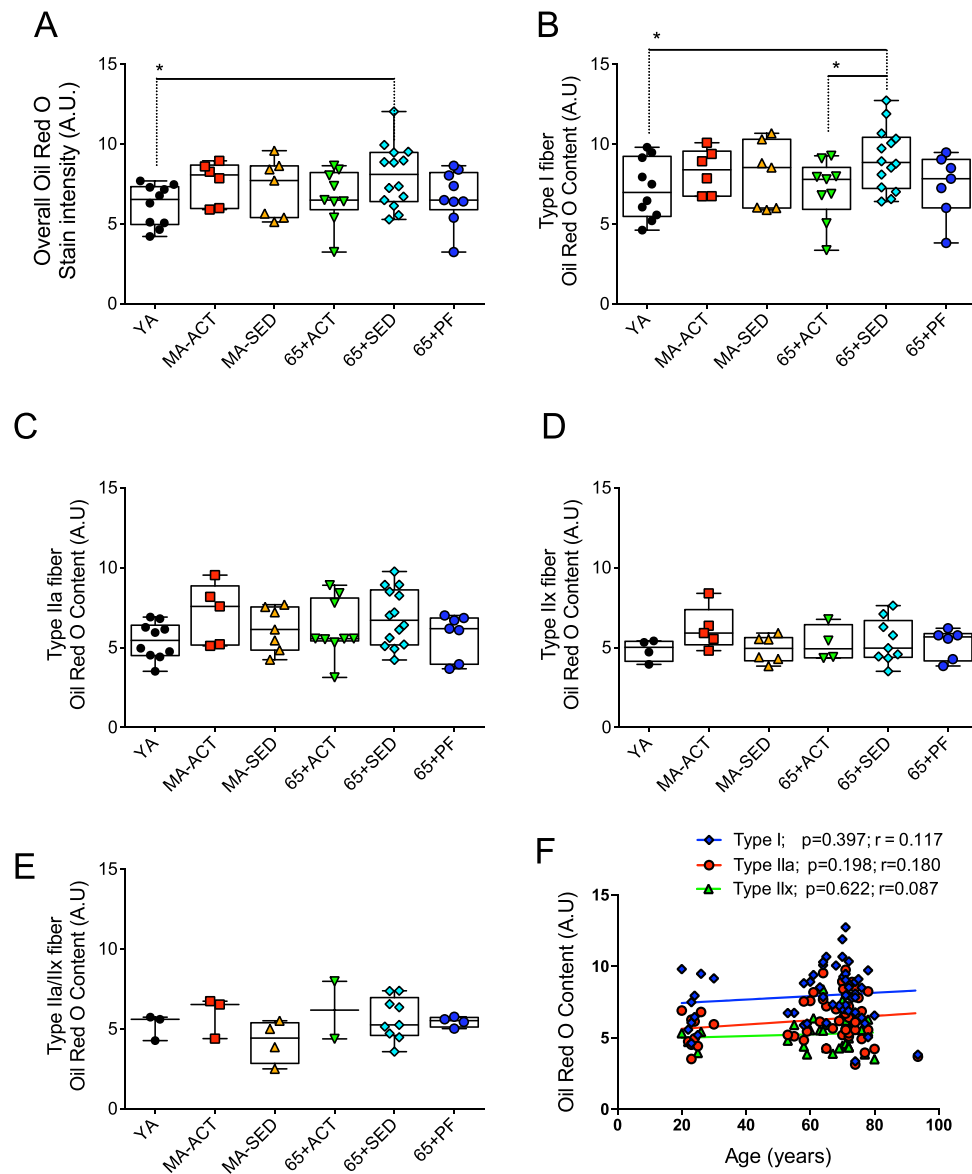 A
Overall Oil Red O
Stain intensity (A.U.)
15
10
5
0
*
YA
MA-ACT
MA-SED
65+ACT
65+SED
65+PF
B
Type I fiber
Oil Red O Content (A.U)
15
10
5
0
*
*
YA
MA-ACT
MA-SED
65+ACT
65+SED
65+PF
C
Type IIa fiber
Oil Red O Content (A.U)
15
10
5
0
YA
MA-ACT
MA-SED
65+ACT
65+SED
65+PF
D
Type IIx fiber
Oil Red O Content (A.U)
15
10
5
0
YA
MA-ACT
MA-SED
65+ACT
65+SED
65+PF
E
Type IIa/IIx fiber
Oil Red O Content (A.U)
15
10
5
0
YA
MA-ACT
MA-SED
65+ACT
65+SED
65+PF
F
Type I; p=0.397; r = 0.117
Type IIa; p=0.198; r=0.180
Type IIx; p=0.622; r=0.087
Oil Red O Content (A.U)
15
10
5
0
0 20 40 60 80 100
Age (years)